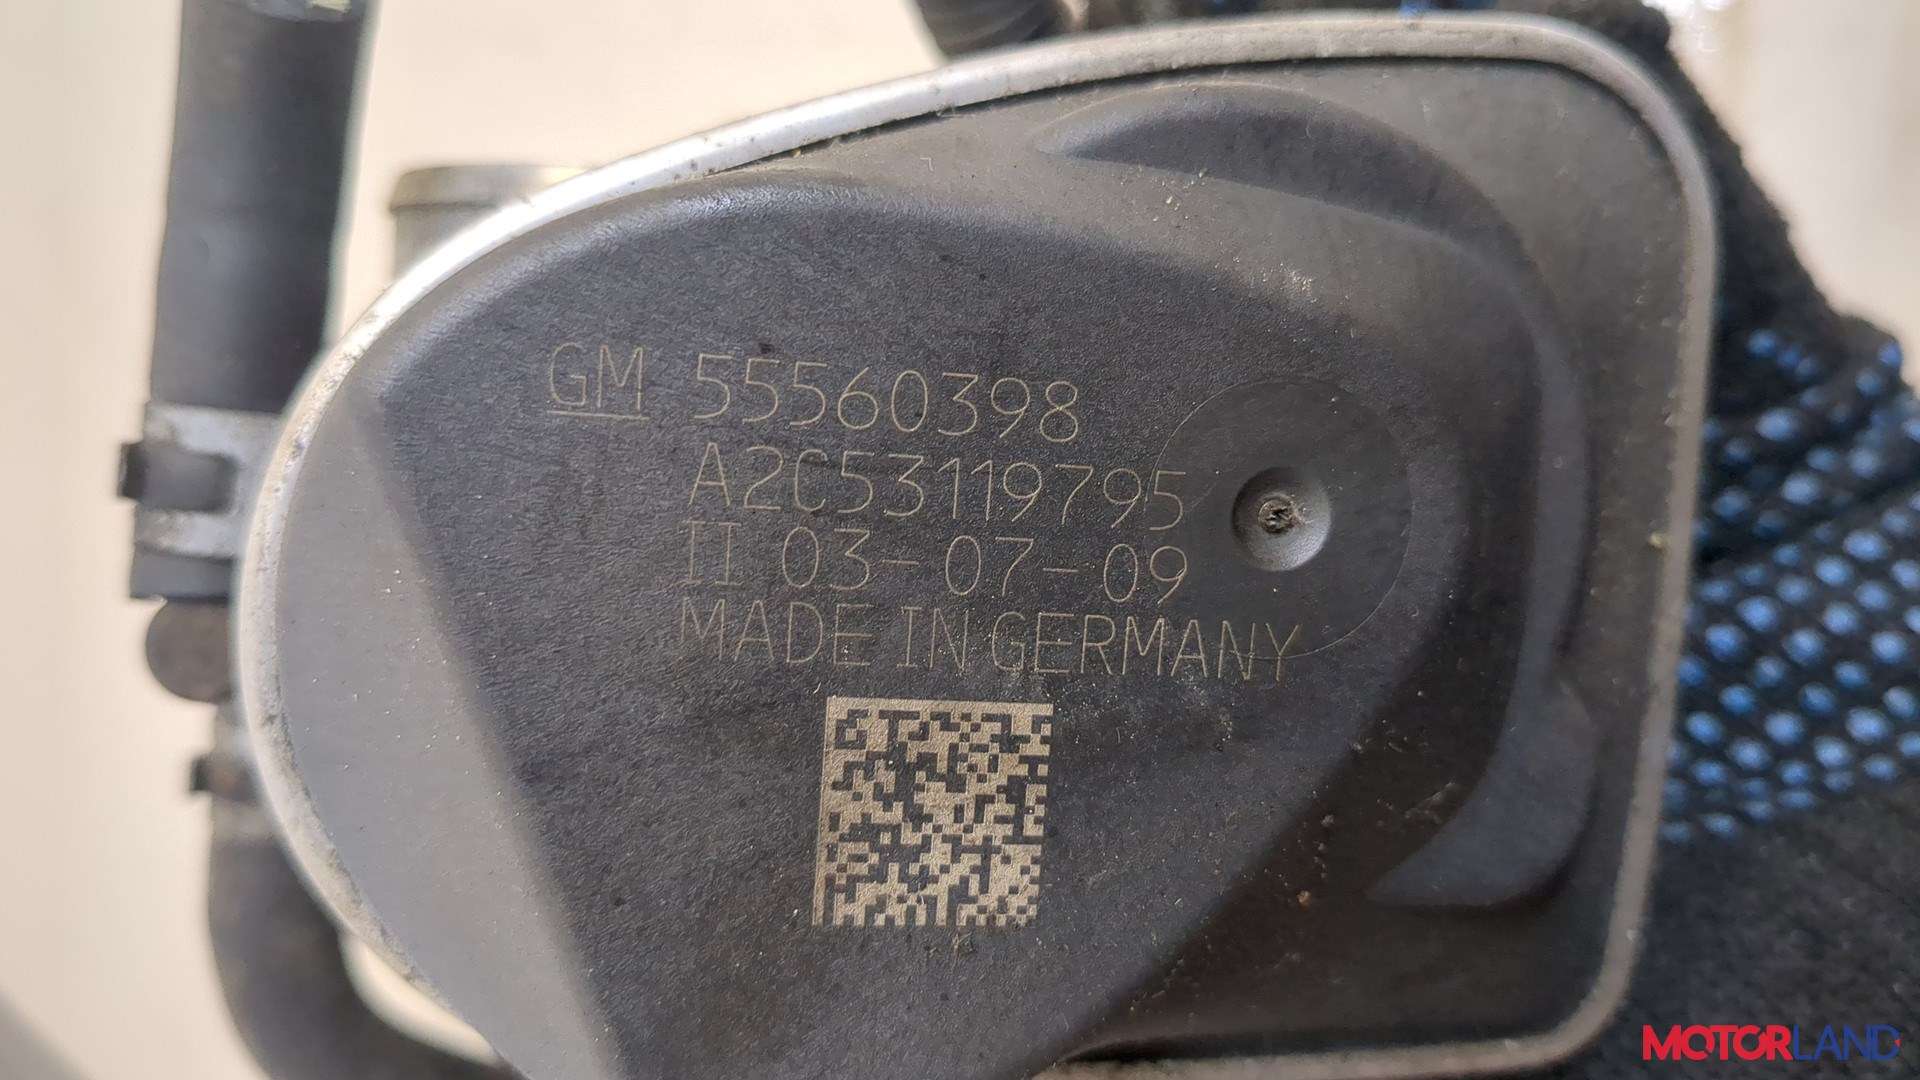 GM 55560398
A2C53119795
II 03-07-09
MADE IN GERMANY
MOTORLAND